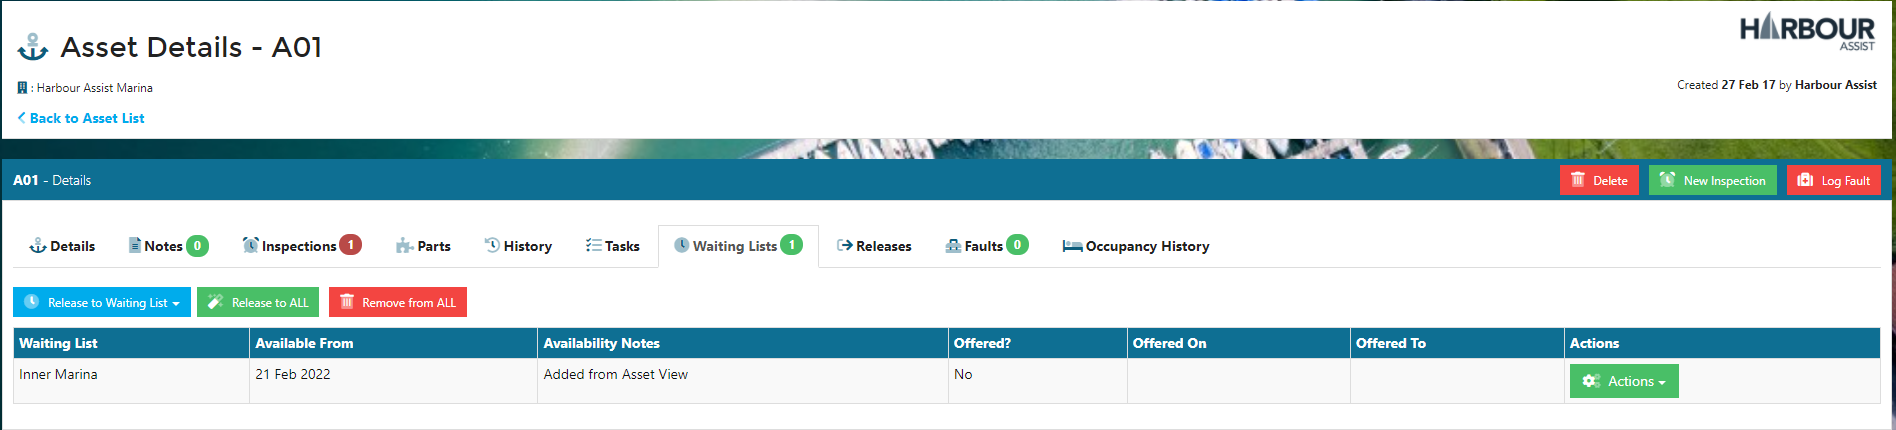 Asset Details - A01
HARBOUR
ASSIST
: Harbour Assist Marina
Created 27 Feb 17 by Harbour Assist
Back to Asset List
A01 - Details
Delete
New Inspection
Log Fault
Details
Notes 0
Inspections 1
Parts
History
Tasks
Waiting Lists 1
Releases
Faults 0
Occupancy History
Release to Waiting List
Release to ALL
Remove from ALL
Waiting List Available From Availability Notes Offered? Offered On Offered To Actions
Inner Marina 21 Feb 2022 Added from Asset View No Actions